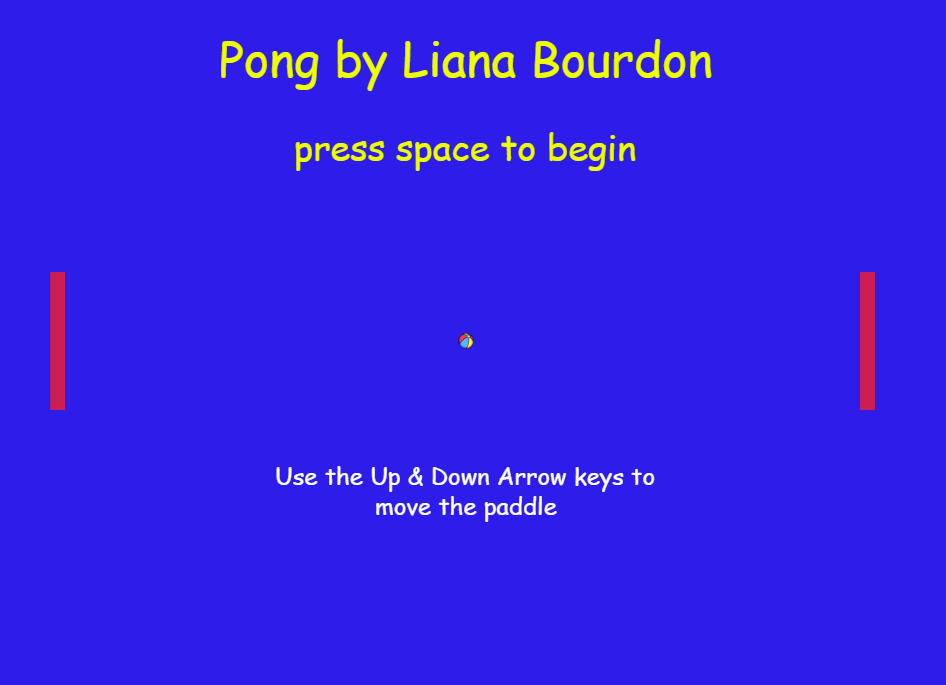 Pong by Liana Bourdon
press space to begin
Use the Up & Down Arrow keys to
move the paddle